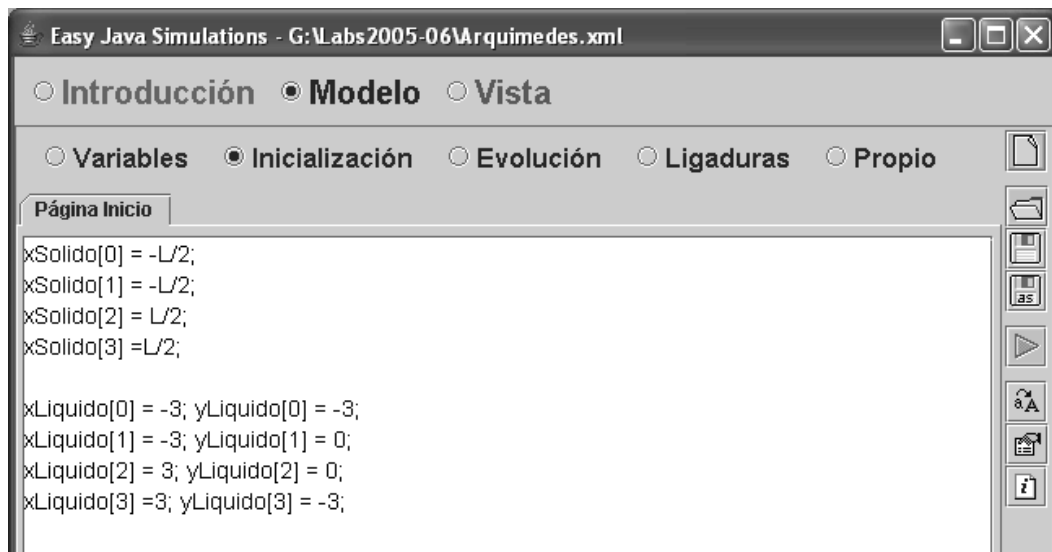 Easy Java Simulations - G:\Labs2005-06\Arquimedes.xml
Introducción Modelo Vista
Variables Inicialización Evolución Ligaduras Propio
Página Inicio
xSolido[0] = -L/2;
xSolido[1] = -L/2;
xSolido[2] = L/2;
xSolido[3] =L/2;
xLiquido[0] = -3; yLiquido[0] = -3;
xLiquido[1] = -3; yLiquido[1] = 0;
xLiquido[2] = 3; yLiquido[2] = 0;
xLiquido[3] =3; yLiquido[3] = -3;
as
aA
i